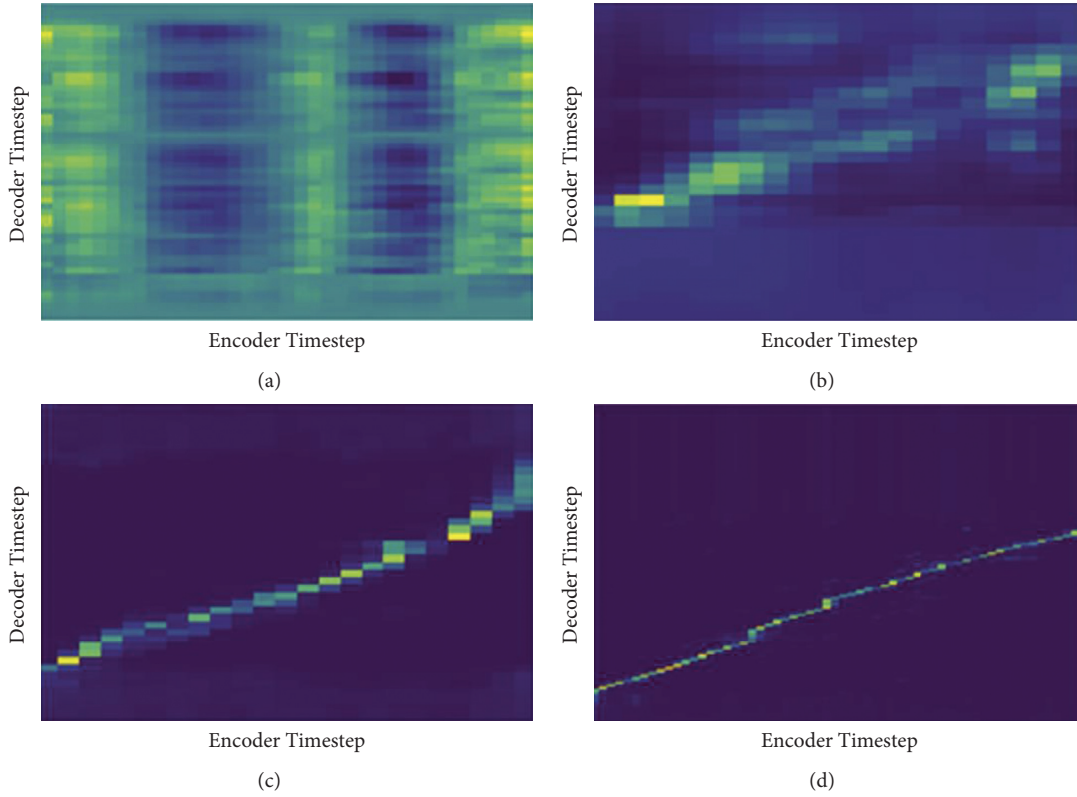 Decoder Timestep
Encoder Timestep
(a)
Decoder Timestep
Encoder Timestep
(b)
Decoder Timestep
Encoder Timestep
(c)
Decoder Timestep
Encoder Timestep
(d)